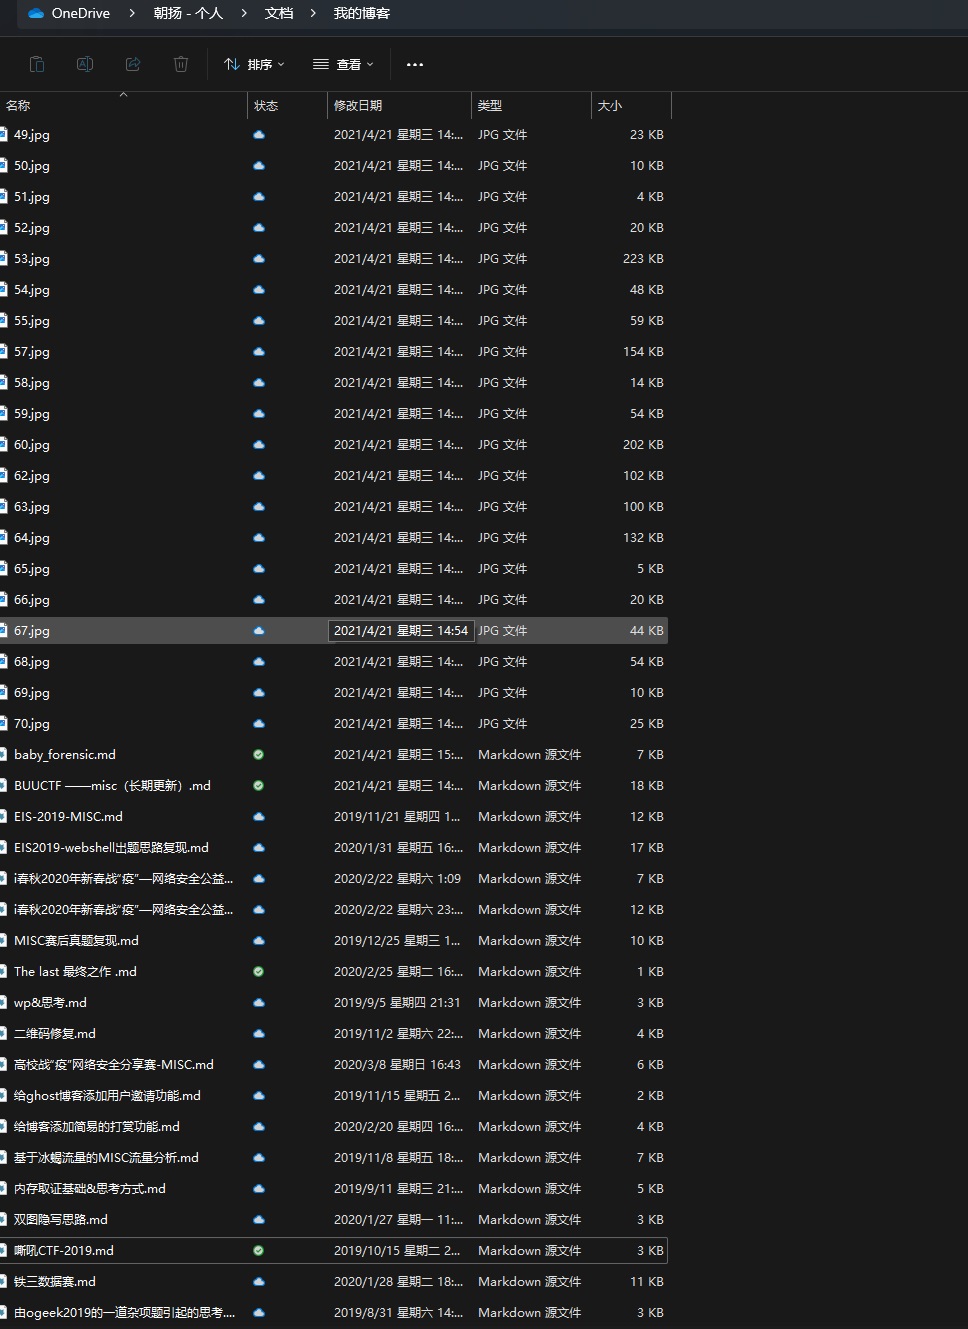 OneDrive > 朝扬 - 个人 > 文档 > 我的博客
排序 查看 •••
名称 状态 修改日期 类型 大小
49.jpg 2021/4/21 星期三 14:... JPG 文件 23 KB
50.jpg 2021/4/21 星期三 14:... JPG 文件 10 KB
51.jpg 2021/4/21 星期三 14:... JPG 文件 4 KB
52.jpg 2021/4/21 星期三 14:... JPG 文件 20 KB
53.jpg 2021/4/21 星期三 14:... JPG 文件 223 KB
54.jpg 2021/4/21 星期三 14:... JPG 文件 48 KB
55.jpg 2021/4/21 星期三 14:... JPG 文件 59 KB
57.jpg 2021/4/21 星期三 14:... JPG 文件 154 KB
58.jpg 2021/4/21 星期三 14:... JPG 文件 14 KB
59.jpg 2021/4/21 星期三 14:... JPG 文件 54 KB
60.jpg 2021/4/21 星期三 14:... JPG 文件 202 KB
62.jpg 2021/4/21 星期三 14:... JPG 文件 102 KB
63.jpg 2021/4/21 星期三 14:... JPG 文件 100 KB
64.jpg 2021/4/21 星期三 14:... JPG 文件 132 KB
65.jpg 2021/4/21 星期三 14:... JPG 文件 5 KB
66.jpg 2021/4/21 星期三 14:... JPG 文件 20 KB
67.jpg 2021/4/21 星期三 14:54 JPG 文件 44 KB
68.jpg 2021/4/21 星期三 14:... JPG 文件 54 KB
69.jpg 2021/4/21 星期三 14:... JPG 文件 10 KB
70.jpg 2021/4/21 星期三 14:... JPG 文件 25 KB
baby_forensic.md 2021/4/21 星期三 15:... Markdown 源文件 7 KB
BUUCTF ——misc（长期更新）.md 2021/4/21 星期三 14:... Markdown 源文件 18 KB
EIS-2019-MISC.md 2019/11/21 星期四 1... Markdown 源文件 12 KB
EIS2019-webshell出题思路复现.md 2020/1/31 星期五 16:... Markdown 源文件 17 KB
i春秋2020年新春战“疫”—网络安全公益... 2020/2/22 星期六 1:09 Markdown 源文件 7 KB
i春秋2020年新春战“疫”—网络安全公益... 2020/2/22 星期六 23:... Markdown 源文件 12 KB
MISC赛后真题复现.md 2019/12/25 星期三 1... Markdown 源文件 10 KB
The last 最终之作 .md 2020/2/25 星期二 16:... Markdown 源文件 1 KB
wp&思考.md 2019/9/5 星期四 21:31 Markdown 源文件 3 KB
二维码修复.md 2019/11/2 星期六 22:... Markdown 源文件 4 KB
高校战“疫”网络安全分享赛-MISC.md 2020/3/8 星期日 16:43 Markdown 源文件 6 KB
给ghost博客添加用户邀请功能.md 2019/11/15 星期五 2... Markdown 源文件 2 KB
给博客添加简易的打赏功能.md 2020/2/20 星期四 16:... Markdown 源文件 4 KB
基于冰蝎流量的MISC流量分析.md 2019/11/8 星期五 18:... Markdown 源文件 7 KB
内存取证基础&思考方式.md 2019/9/11 星期三 21:... Markdown 源文件 5 KB
双图隐写思路.md 2020/1/27 星期一 11:... Markdown 源文件 3 KB
嘶吼CTF-2019.md 2019/10/15 星期二 2... Markdown 源文件 3 KB
铁三数据赛.md 2020/1/28 星期二 18:... Markdown 源文件 11 KB
由ogeek2019的一道杂项题引起的思考.... 2019/8/31 星期六 14:... Markdown 源文件 3 KB